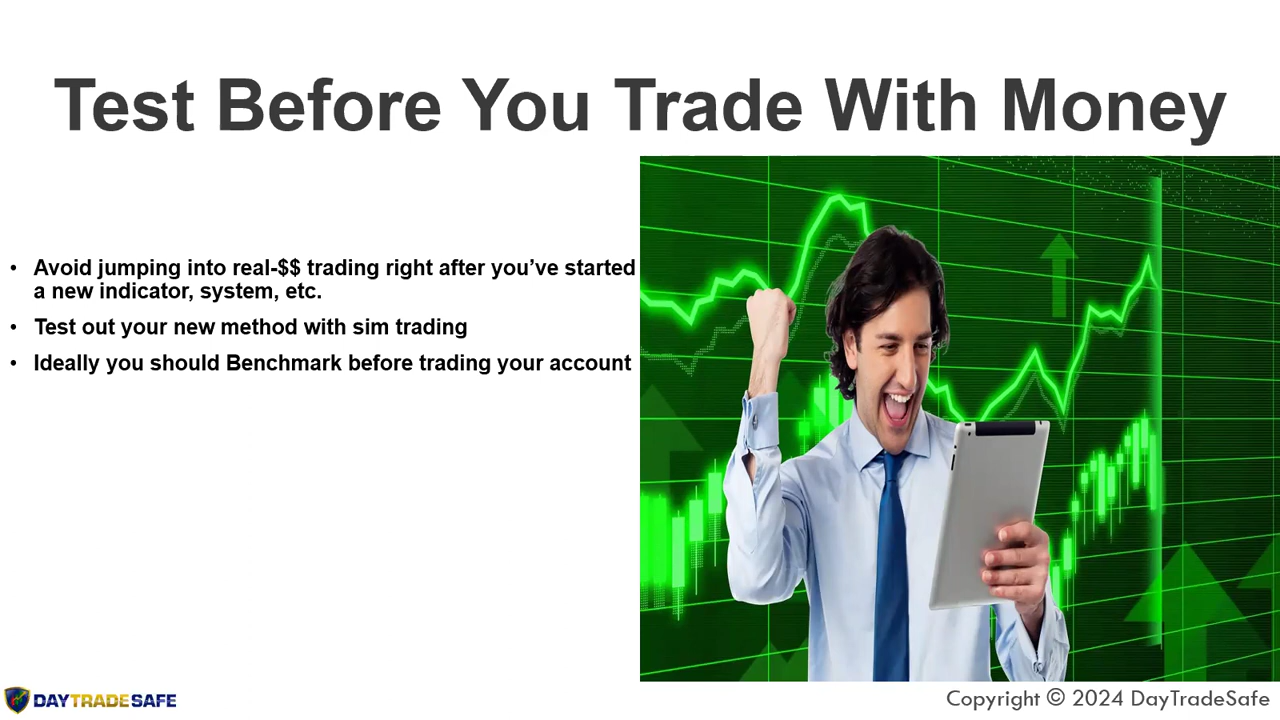 Test Before You Trade With Money
• Avoid jumping into real-$$ trading right after you’ve started
a new indicator, system, etc.
• Test out your new method with sim trading
• Ideally you should Benchmark before trading your account
DAYTRADESAFE
Copyright © 2024 DayTradeSafe